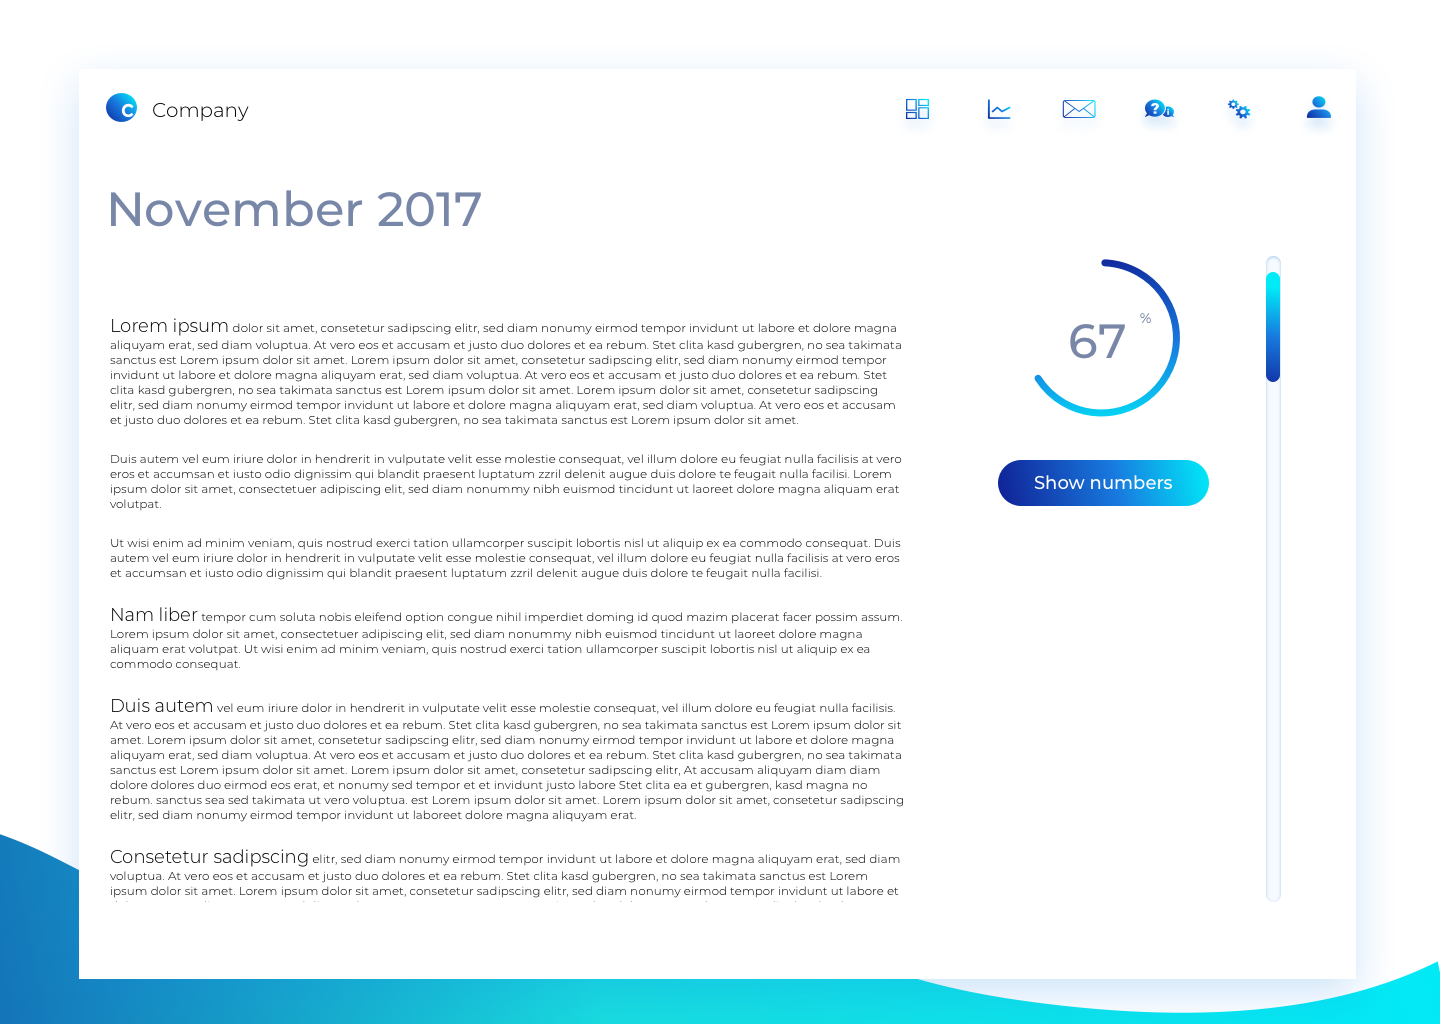 C Company
November 2017
Lorem ipsum dolor sit amet, consetetur sadipscing elitr, sed diam nonumy eirmod tempor invidunt ut labore et dolore magna
aliquyam erat, sed diam voluptua. At vero eos et accusam et justo duo dolores et ea rebum. Stet clita kasd gubergren, no sea takimata
sanctus est Lorem ipsum dolor sit amet. Lorem ipsum dolor sit amet, consetetur sadipscing elitr, sed diam nonumy eirmod tempor
invidunt ut labore et dolore magna aliquyam erat, sed diam voluptua. At vero eos et accusam et justo duo dolores et ea rebum. Stet
clita kasd gubergren, no sea takimata sanctus est Lorem ipsum dolor sit amet. Lorem ipsum dolor sit amet, consetetur sadipscing
elitr, sed diam nonumy eirmod tempor invidunt ut labore et dolore magna aliquyam erat, sed diam voluptua. At vero eos et accusam
et justo duo dolores et ea rebum. Stet clita kasd gubergren, no sea takimata sanctus est Lorem ipsum dolor sit amet.
Duis autem vel eum iriure dolor in hendrerit in vulputate velit esse molestie consequat, vel illum dolore eu feugiat nulla facilisis at vero
eros et accumsan et iusto odio dignissim qui blandit praesent luptatum zzril delenit augue duis dolore te feugait nulla facilisi. Lorem
ipsum dolor sit amet, consectetuer adipiscing elit, sed diam nonummy nibh euismod tincidunt ut laoreet dolore magna aliquam erat
volutpat.
Ut wisi enim ad minim veniam, quis nostrud exerci tation ullamcorper suscipit lobortis nisl ut aliquip ex ea commodo consequat. Duis
autem vel eum iriure dolor in hendrerit in vulputate velit esse molestie consequat, vel illum dolore eu feugiat nulla facilisis at vero eros
et accumsan et iusto odio dignissim qui blandit praesent luptatum zzril delenit augue duis dolore te feugait nulla facilisi.
Nam liber tempor cum soluta nobis eleifend option congue nihil imperdiet doming id quod mazim placerat facer possim assum.
Lorem ipsum dolor sit amet, consectetuer adipiscing elit, sed diam nonummy nibh euismod tincidunt ut laoreet dolore magna
aliquam erat volutpat. Ut wisi enim ad minim veniam, quis nostrud exerci tation ullamcorper suscipit lobortis nisl ut aliquip ex ea
commodo consequat.
Duis autem vel eum iriure dolor in hendrerit in vulputate velit esse molestie consequat, vel illum dolore eu feugiat nulla facilisis.
At vero eos et accusam et justo duo dolores et ea rebum. Stet clita kasd gubergren, no sea takimata sanctus est Lorem ipsum dolor sit
amet. Lorem ipsum dolor sit amet, consetetur sadipscing elitr, sed diam nonumy eirmod tempor invidunt ut labore et dolore magna
aliquyam erat, sed diam voluptua. At vero eos et accusam et justo duo dolores et ea rebum. Stet clita kasd gubergren, no sea takimata
sanctus est Lorem ipsum dolor sit amet. Lorem ipsum dolor sit amet, consetetur sadipscing elitr, At accusam aliquyam diam diam
dolore dolores duo eirmod eos erat, et nonumy sed tempor et et invidunt justo labore Stet clita ea et gubergren, kasd magna no
rebum. sanctus sea sed takimata ut vero voluptua. est Lorem ipsum dolor sit amet. Lorem ipsum dolor sit amet, consetetur sadipscing
elitr, sed diam nonumy eirmod tempor invidunt ut laboreet dolore magna aliquyam erat.
Consetetur sadipscing elitr, sed diam nonumy eirmod tempor invidunt ut labore et dolore magna aliquyam erat, sed diam
voluptua. At vero eos et accusam et justo duo dolores et ea rebum. Stet clita kasd gubergren, no sea takimata sanctus est Lorem
ipsum dolor sit amet. Lorem ipsum dolor sit amet, consetetur sadipscing elitr, sed diam nonumy eirmod tempor invidunt ut labore et
67 %
Show numbers